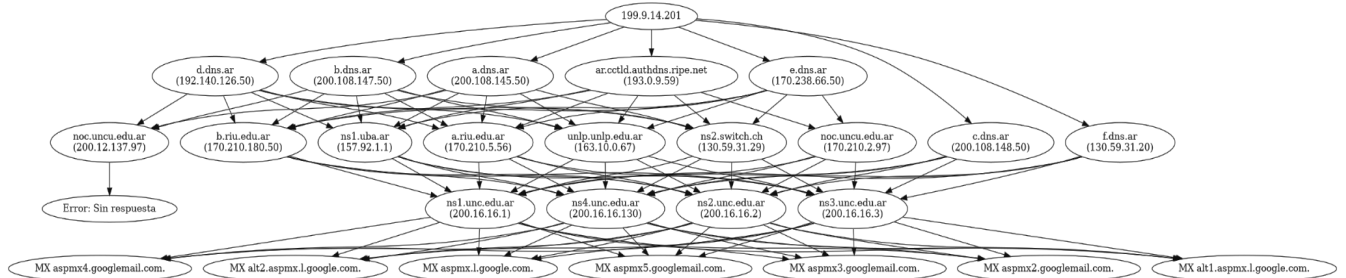 199.9.14.201
d.dns.ar
(192.140.126.50)
b.dns.ar
(200.108.147.50)
a.dns.ar
(200.108.145.50)
ar.cctld.authdns.ripe.net
(193.0.9.59)
e.dns.ar
(170.238.66.50)
noc.uncu.edu.ar
(200.12.137.97)
b.riu.edu.ar
(170.210.180.50)
ns1.uba.ar
(157.92.1.1)
a.riu.edu.ar
(170.210.5.56)
unlp.unlp.edu.ar
(163.10.0.67)
ns2.switch.ch
(130.59.31.29)
noc.uncu.edu.ar
(170.210.2.97)
c.dns.ar
(200.108.148.50)
f.dns.ar
(130.59.31.20)
Error: Sin respuesta
ns1.unc.edu.ar
(200.16.16.1)
ns4.unc.edu.ar
(200.16.16.130)
ns2.unc.edu.ar
(200.16.16.2)
ns3.unc.edu.ar
(200.16.16.3)
MX aspmx4.googlemail.com.
MX alt2.aspmx.l.google.com.
MX aspmx.l.google.com.
MX aspmx5.googlemail.com.
MX aspmx3.googlemail.com.
MX aspmx2.googlemail.com.
MX alt1.aspmx.l.google.com.